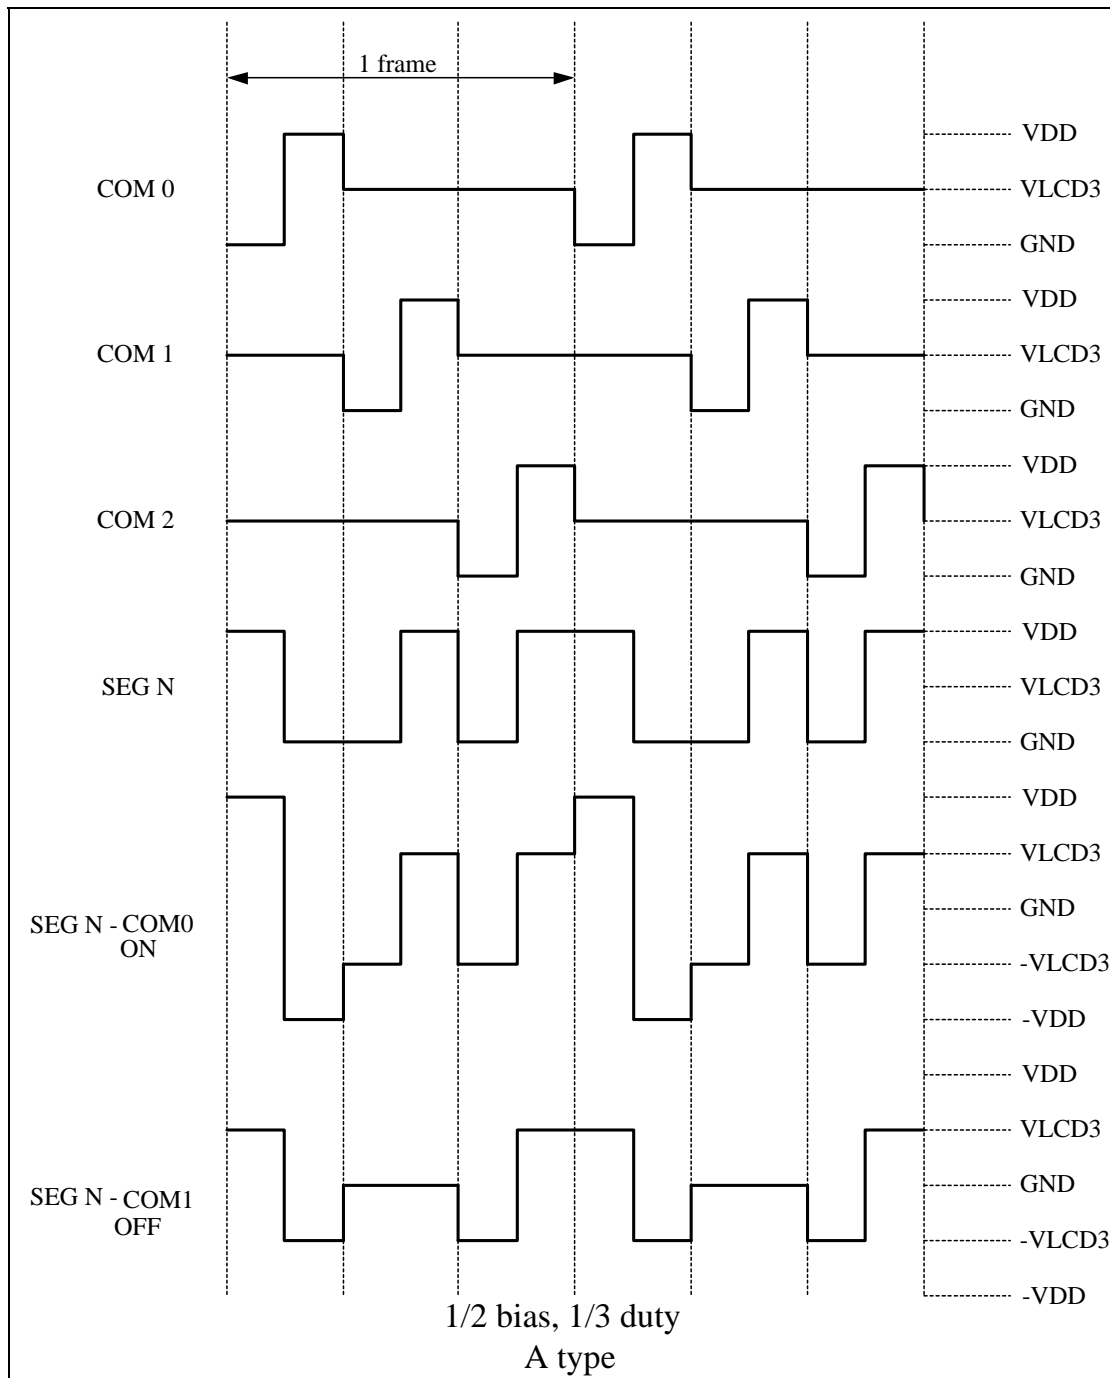 1 frame
VDD
COM 0
VLCD3
GND
VDD
COM 1
VLCD3
GND
VDD
COM 2
VLCD3
GND
VDD
SEG N
VLCD3
GND
VDD
VLCD3
GND
SEG N - COM0
ON
-VLCD3
-VDD
VDD
VLCD3
GND
SEG N - COM1
OFF
-VLCD3
-VDD
1/2 bias, 1/3 duty
A type